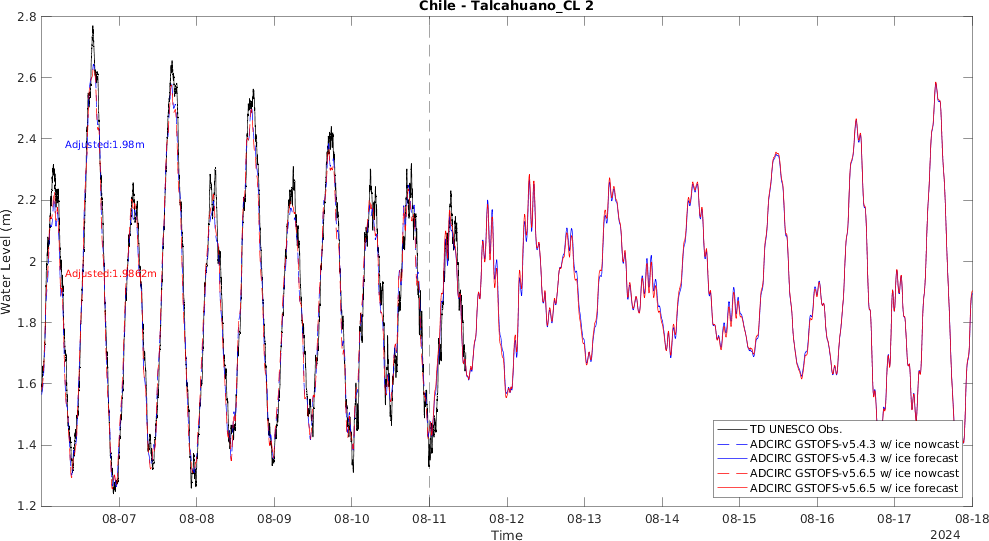 Chile - Talcahuano_CL 2
Water Level (m)
2.8
2.6
2.4
2.2
2
1.8
1.6
1.4
1.2
Adjusted:1.98m
Adjusted:1.9862m
TD UNESCO Obs.
ADCIRC GSTOFS-v5.4.3 w/ ice nowcast
ADCIRC GSTOFS-v5.4.3 w/ ice forecast
ADCIRC GSTOFS-v5.6.5 w/ ice nowcast
ADCIRC GSTOFS-v5.6.5 w/ ice forecast
08-07 08-08 08-09 08-10 08-11 08-12 08-13 08-14 08-15 08-16 08-17 08-18
Time
2024